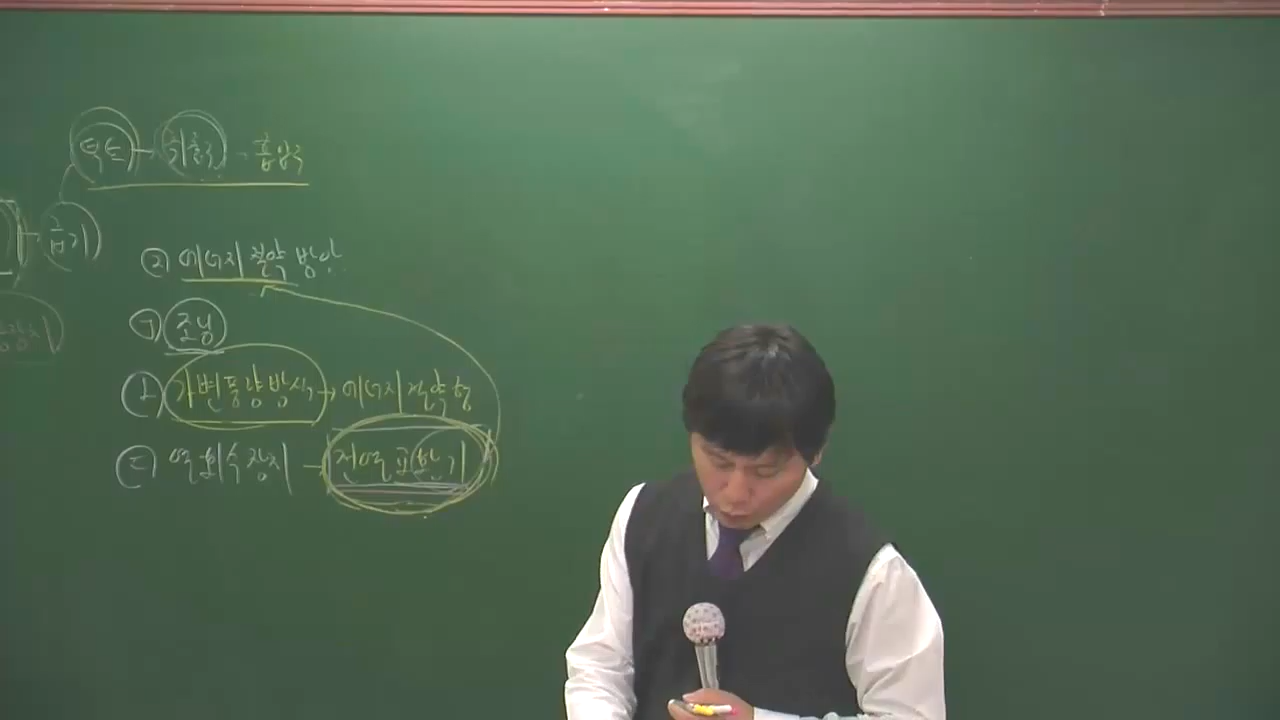 덕트 - 취출구 - 흡입구
급기
② 에너지 절약 방안
㉠ 조닝
㉡ 가변풍량방식 → 에너지절약형
㉢ 열회수장치 → 전열교환기